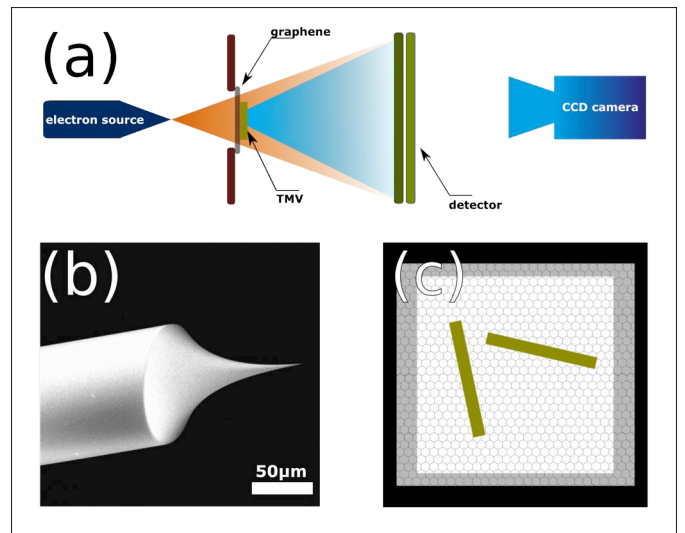 (a)
graphene
electron source
CCD camera
TMV
detector
(b)
(c)
50μm